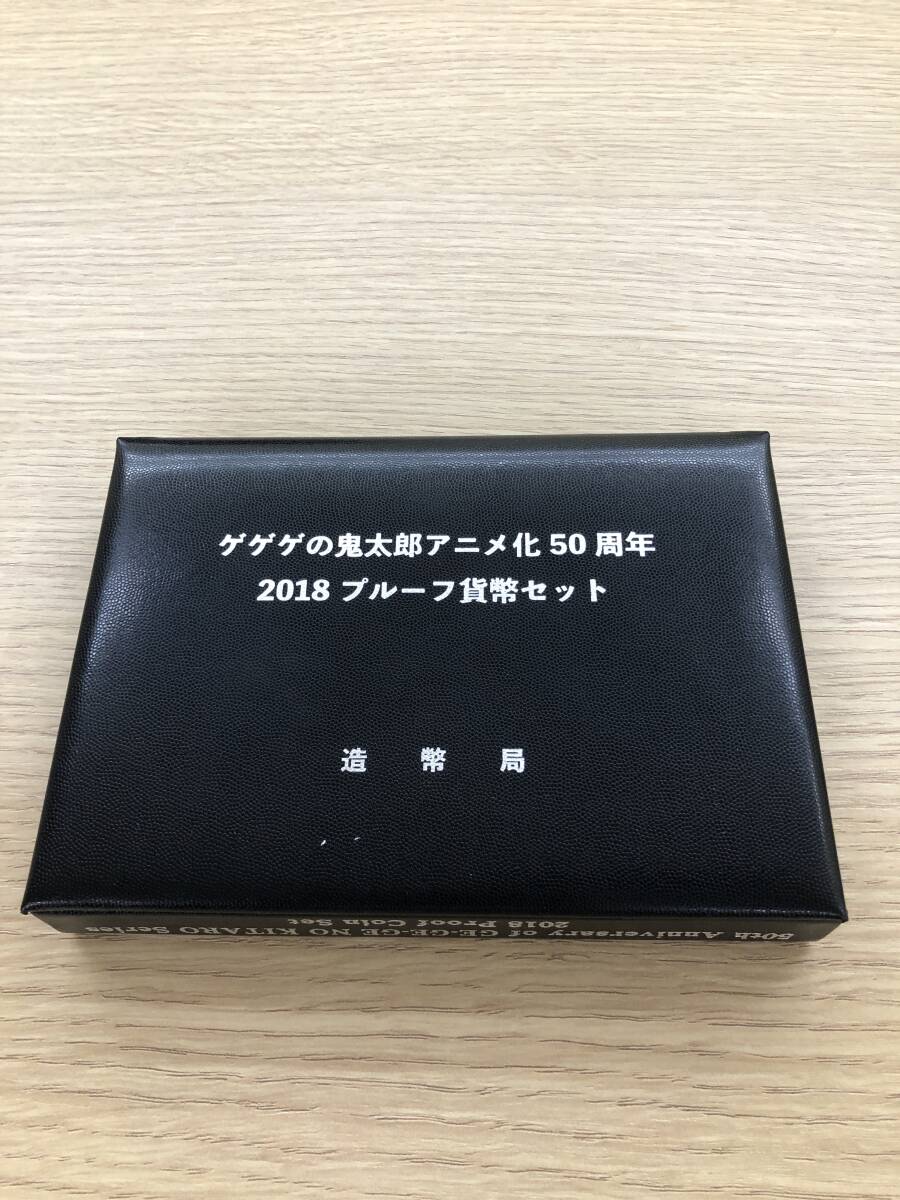 ゲゲゲの鬼太郎アニメ化 50 周年
2018 プルーフ貨幣セット
造幣局
50th Anniversary of GE-GE-GE NO KITARO Series
2018 Proof Coin Set